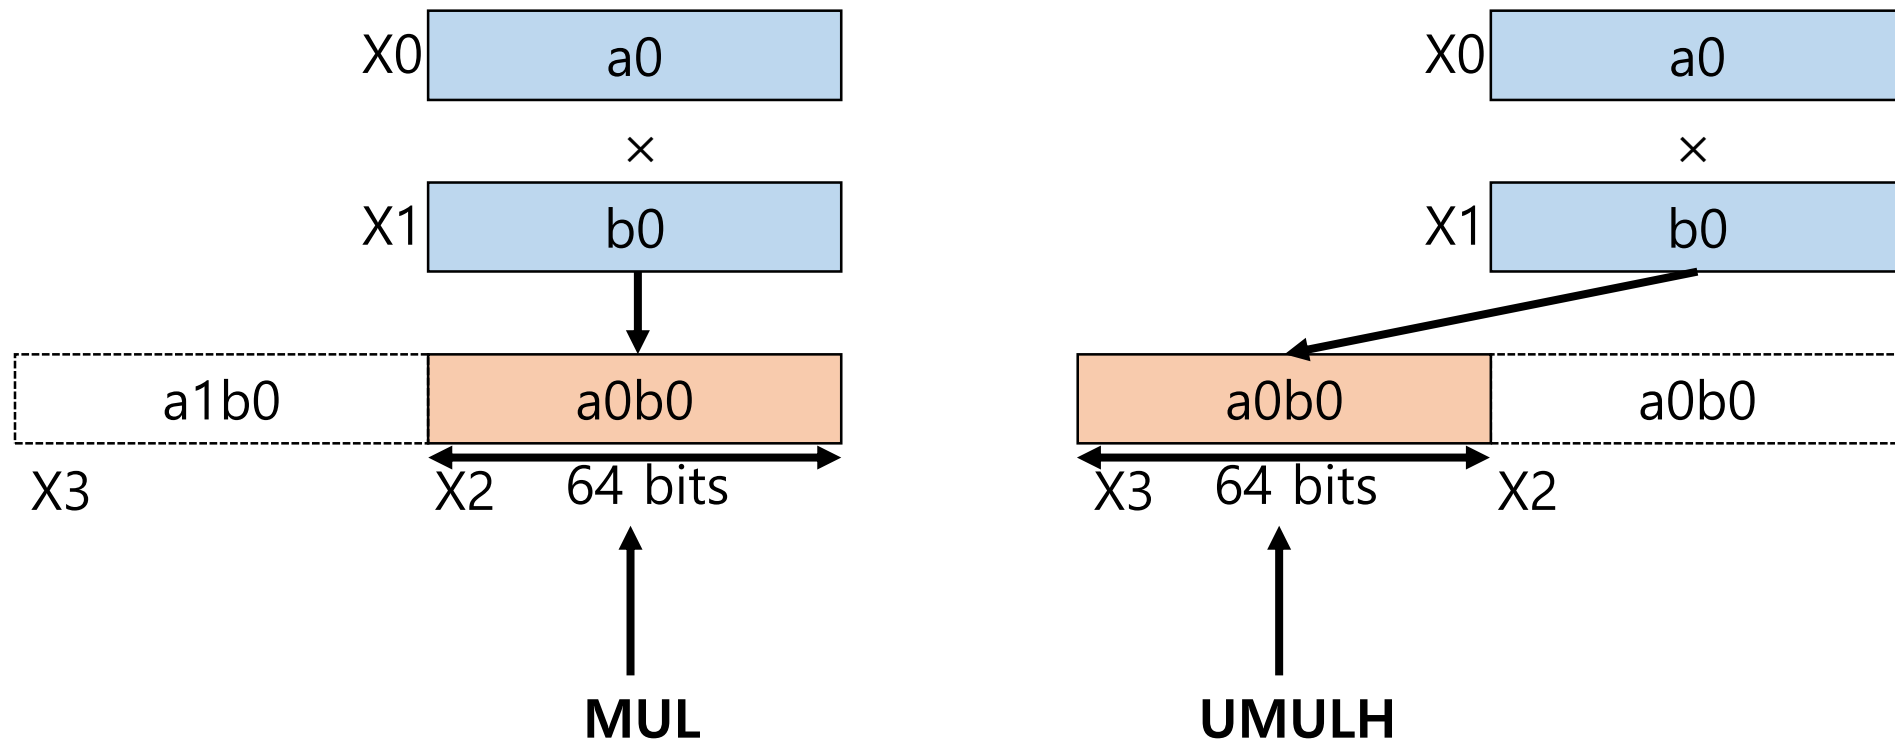 X0 a0
×
X1 b0
a1b0 a0b0
X3 X2 64 bits
MUL
X0 a0
×
X1 b0
a0b0 a0b0
X3 64 bits X2
UMULH